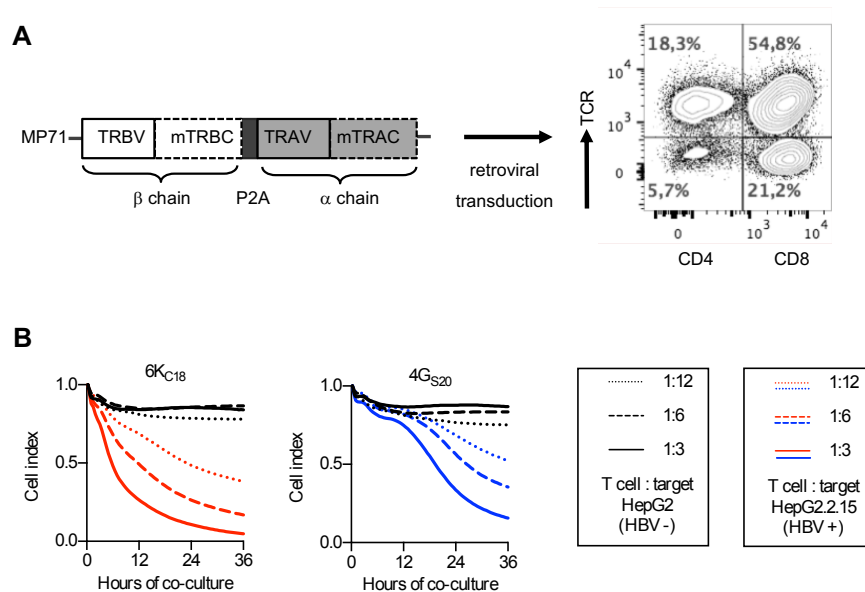 A
MP71
TRBV
mTRBC
TRAV
mTRAC
β chain
P2A
α chain
retroviral
transduction
TCR
10⁴
10³
0
18,3%
54,8%
5,7%
21,2%
0
10³
10⁴
CD4
CD8
B
6K_C18
Cell index
1.0
0.5
0.0
0
12
24
36
Hours of co-culture
4G_S20
Cell index
1.0
0.5
0.0
0
12
24
36
Hours of co-culture
1:12
1:6
1:3
T cell : target
HepG2
(HBV -)
1:12
1:6
1:3
T cell : target
HepG2.2.15
(HBV +)